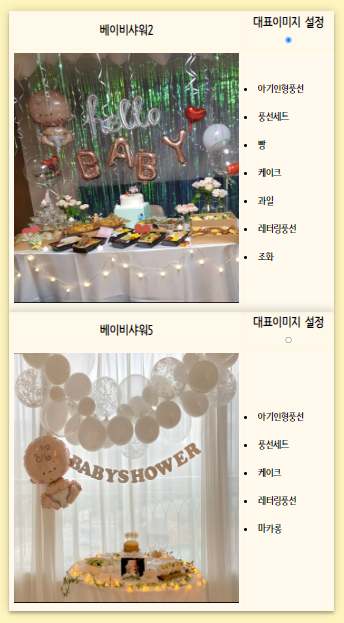 베이비샤워2
대표이미지 설정
hello
BABY
아기인형풍선
풍선세트
빵
케이크
과일
레터링풍선
조화
베이비샤워5
대표이미지 설정
BABYSHOWER
아기인형풍선
풍선세트
케이크
레터링풍선
마카롱